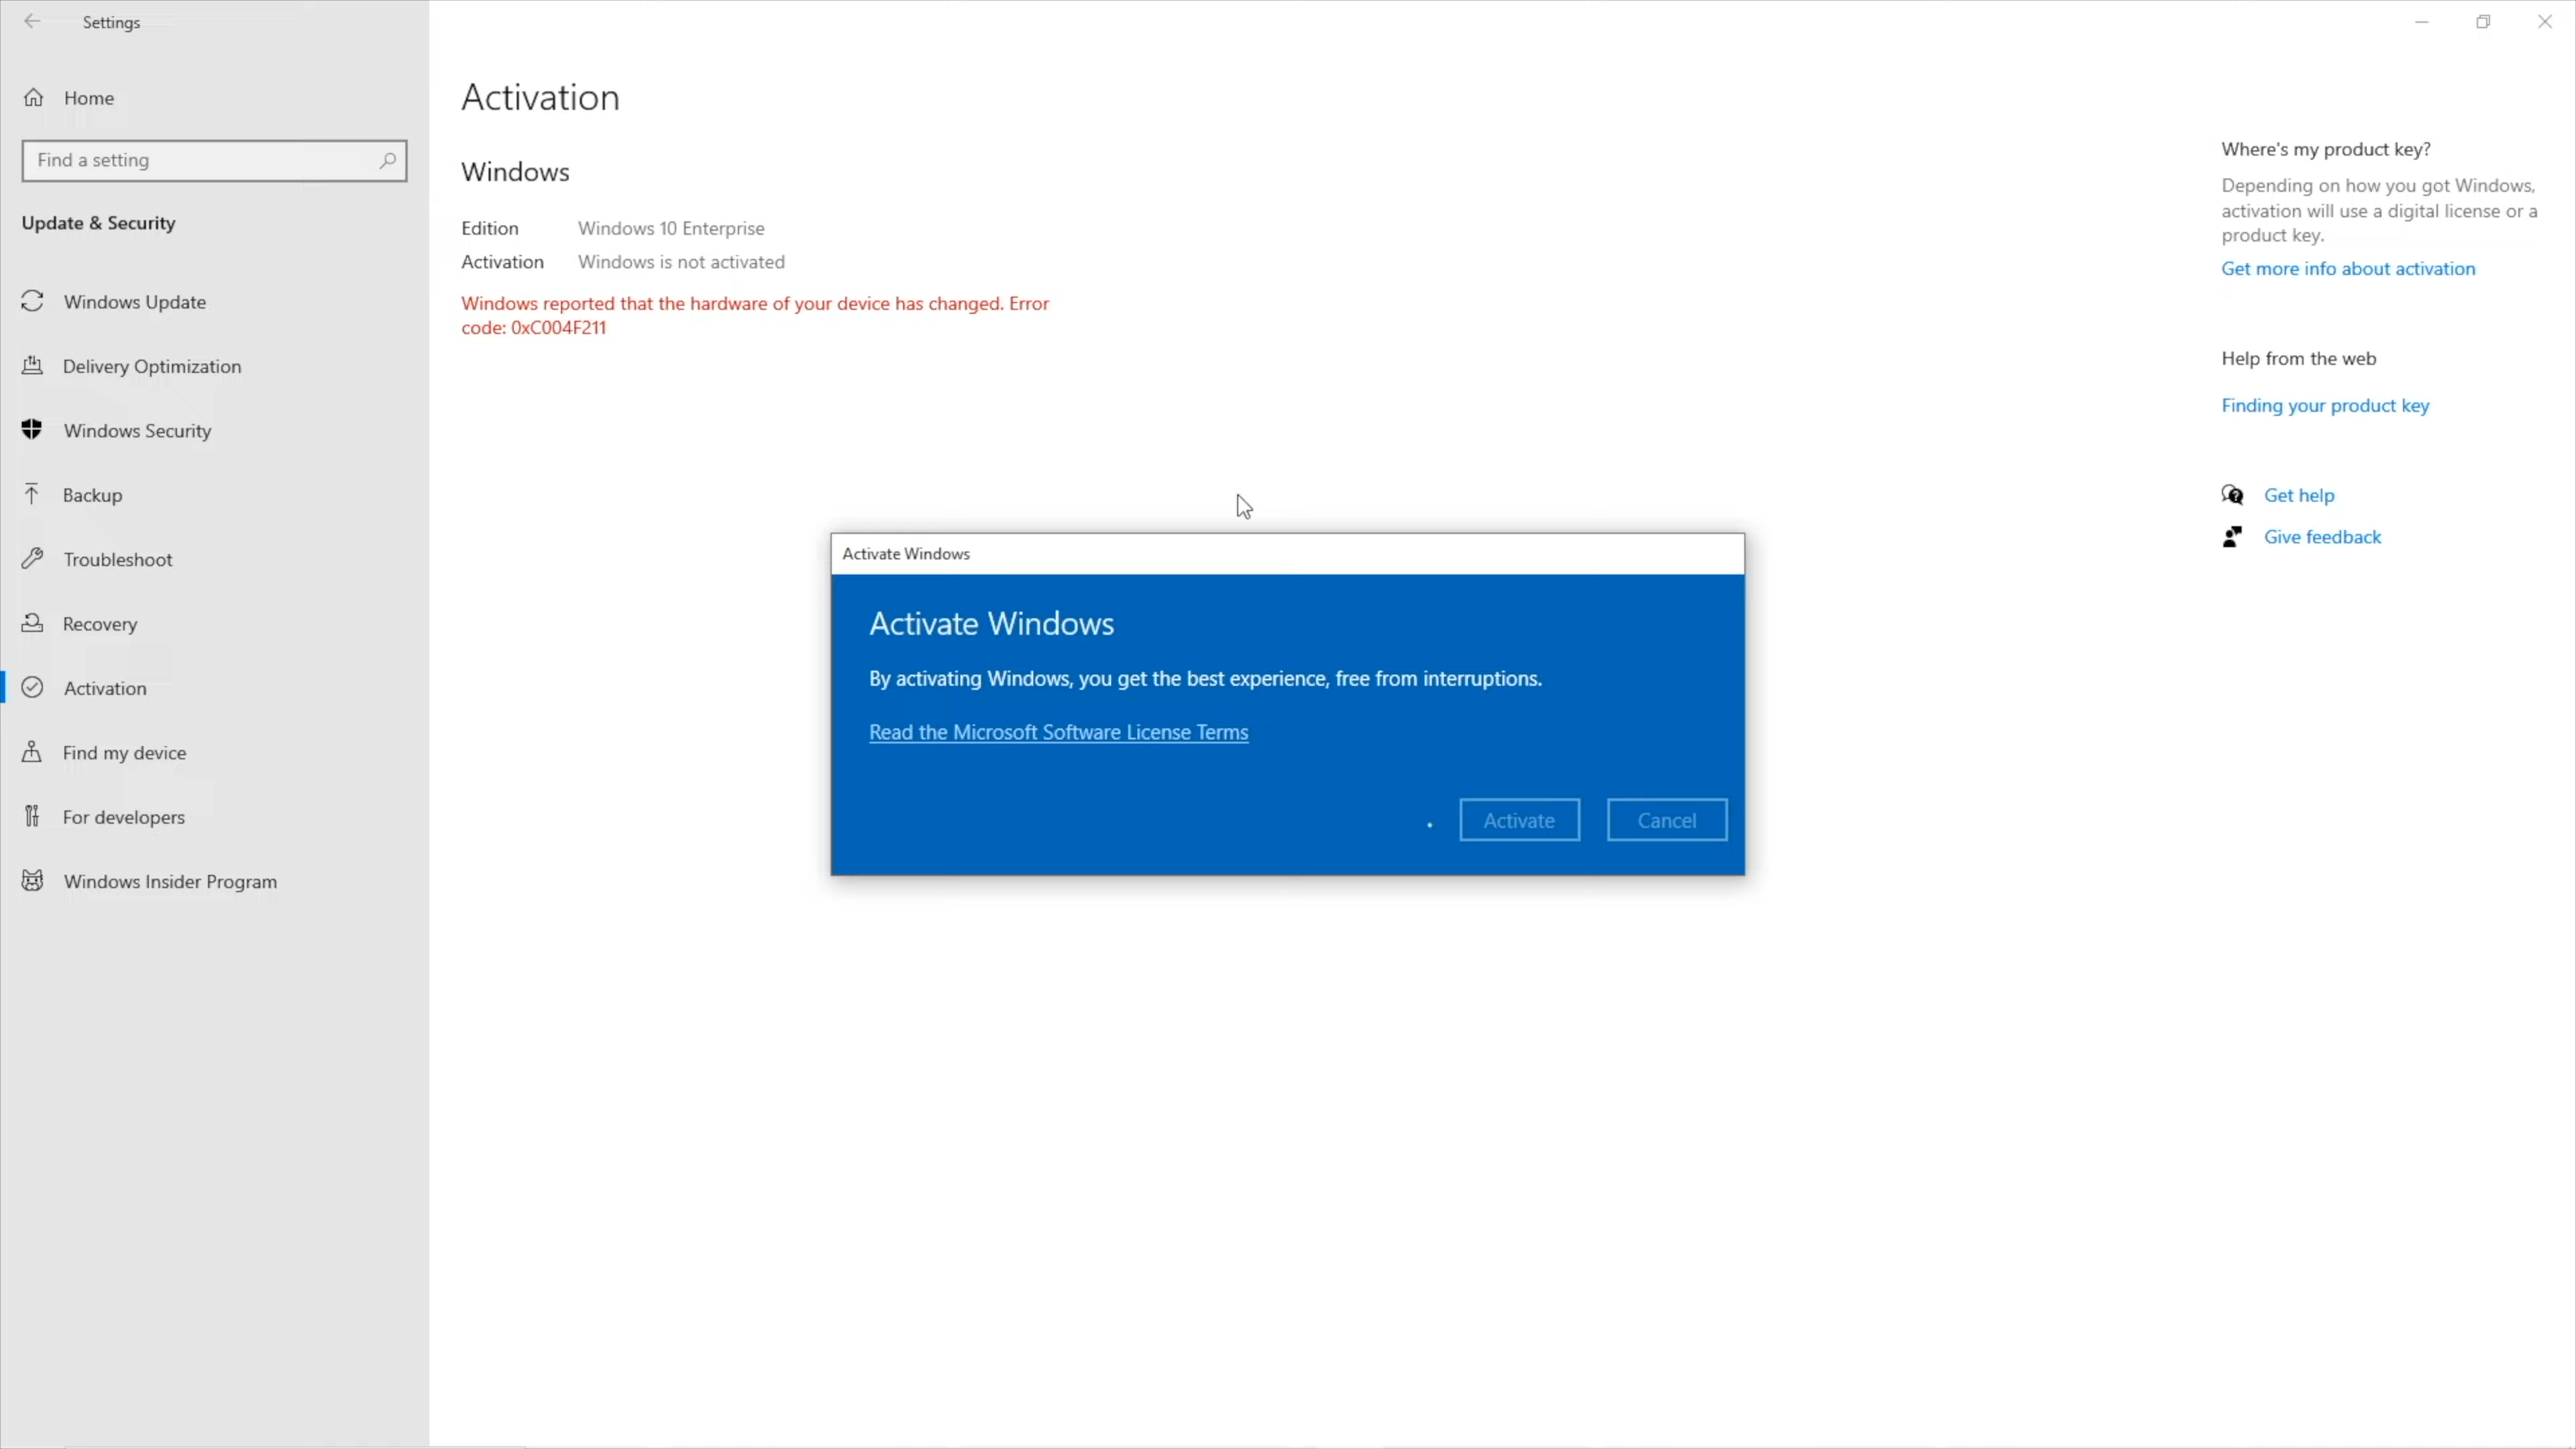 Settings
Home
Find a setting
Update & Security
Windows Update
Delivery Optimization
Windows Security
Backup
Troubleshoot
Recovery
Activation
Find my device
For developers
Windows Insider Program
Activation
Windows
Edition Windows 10 Enterprise
Activation Windows is not activated
Windows reported that the hardware of your device has changed. Error
code: 0xC004F211
Activate Windows
Activate Windows
By activating Windows, you get the best experience, free from interruptions.
Read the Microsoft Software License Terms
Activate Cancel
Where's my product key?
Depending on how you got Windows,
activation will use a digital license or a
product key.
Get more info about activation
Help from the web
Finding your product key
Get help
Give feedback